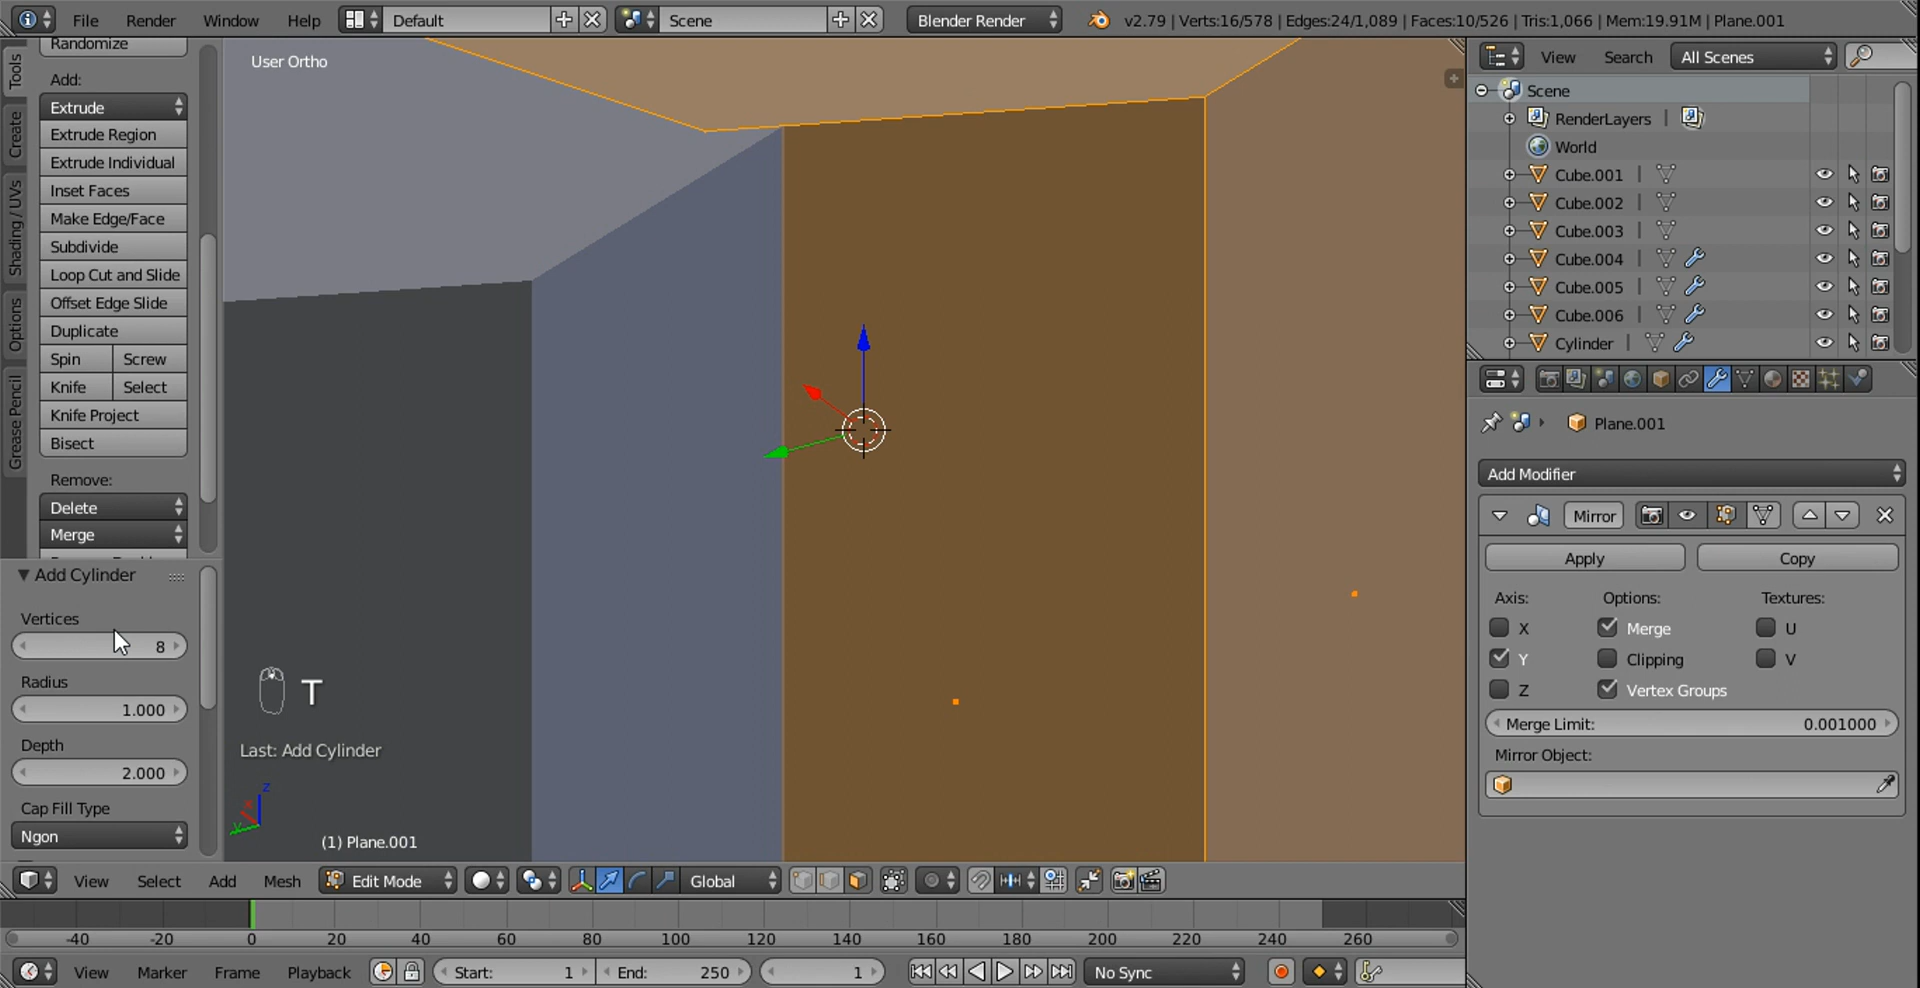 File Render Window Help Default Scene Blender Render v2.79 | Verts:16/578 | Edges:24/1,089 | Faces:10/526 | Tris:1,066 | Mem:19.91M | Plane.001
Randomize
Add:
Extrude
Extrude Region
Extrude Individual
Inset Faces
Make Edge/Face
Subdivide
Loop Cut and Slide
Offset Edge Slide
Duplicate
Spin Screw
Knife Select
Knife Project
Bisect
Remove:
Delete
Merge
Tools
Create
Shading / UVs
Options
Grease Pencil
Add Cylinder
Vertices
8
Radius
1.000
Depth
2.000
Cap Fill Type
Ngon
User Ortho
T
Last: Add Cylinder
z
x
y
(1) Plane.001
View Select Add Mesh Edit Mode Global
-40 -20 0 20 40 60 80 100 120 140 160 180 200 220 240 260
View Marker Frame Playback Start: 1 End: 250 1 No Sync
View Search All Scenes
Scene
RenderLayers |
World
Cube.001 |
Cube.002 |
Cube.003 |
Cube.004 |
Cube.005 |
Cube.006 |
Cylinder |
Plane.001
Add Modifier
Mirror
Apply Copy
Axis: Options: Textures:
X Merge U
Y Clipping V
Z Vertex Groups
Merge Limit: 0.001000
Mirror Object: